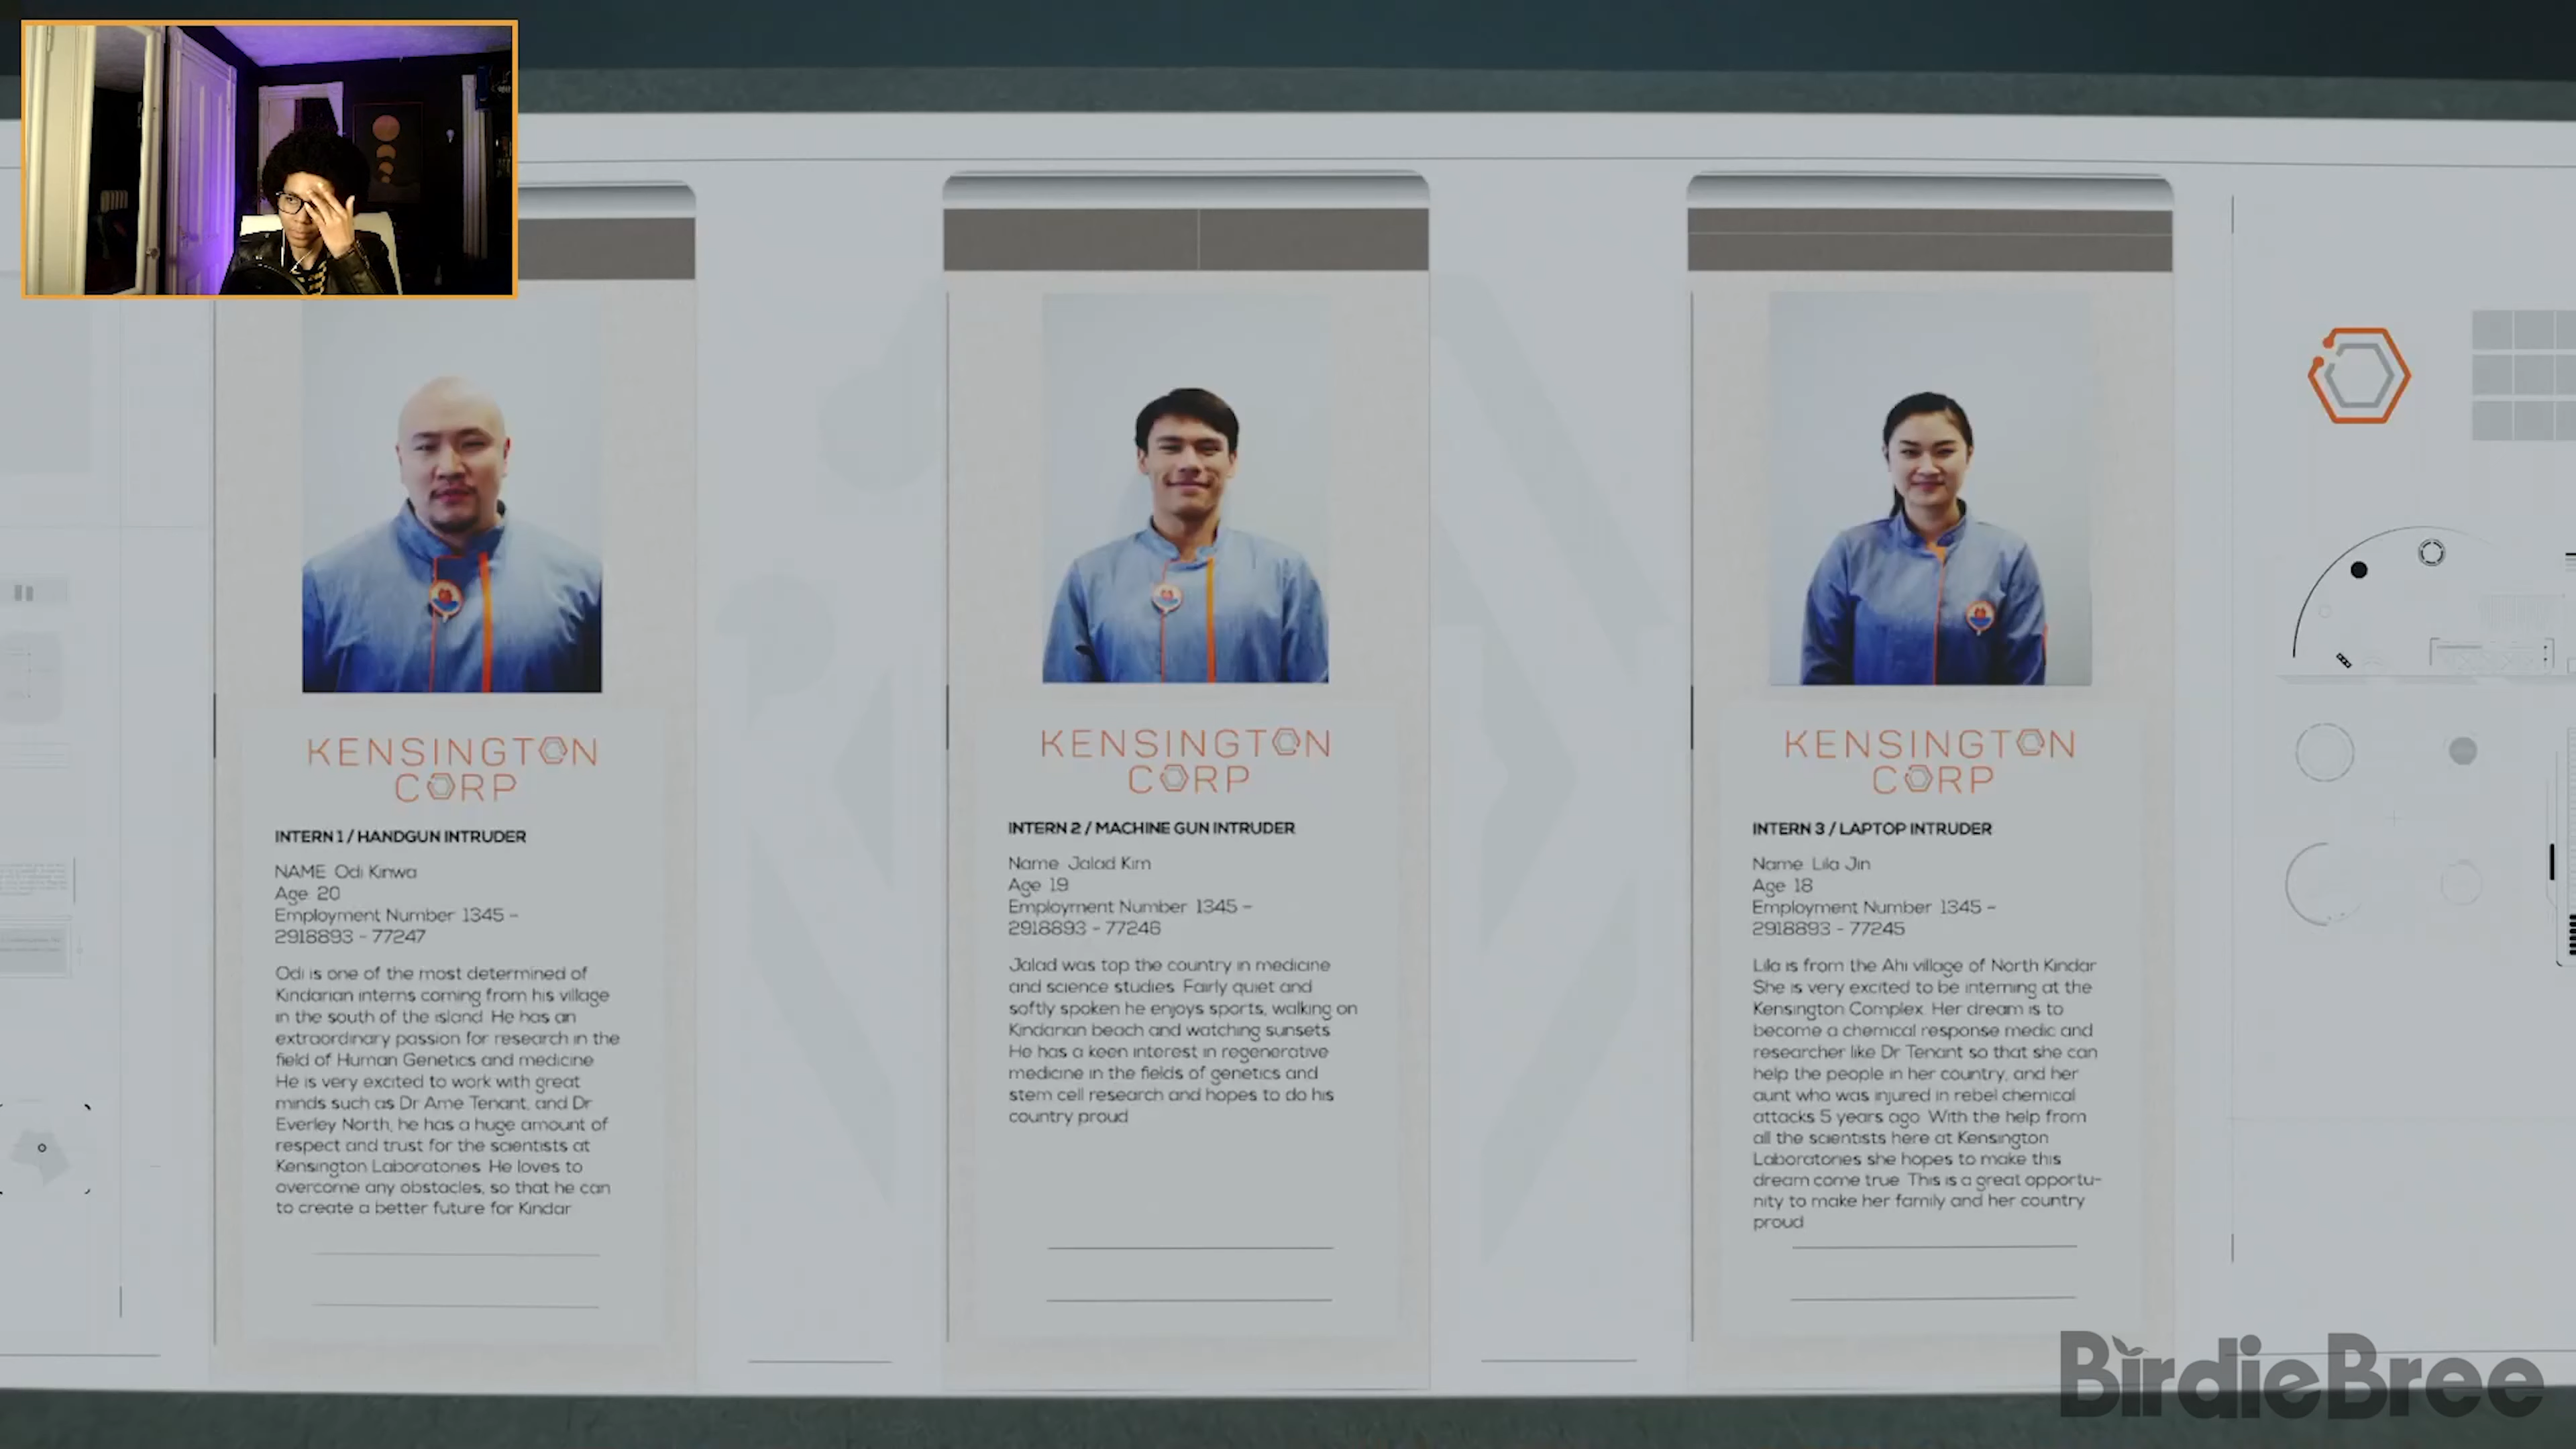 KENSINGTON
CORP
INTERN 1 / HANDGUN INTRUDER
NAME Odi Kinwa
Age 20
Employment Number 1345 -
2918893 - 77247
Odi is one of the most determined of
Kindarian interns coming from his village
in the south of the island. He has an
extraordinary passion for research in the
field of Human Genetics and medicine
He is very excited to work with great
minds such as Dr Ame Tenant, and Dr
Everley North, he has a huge amount of
respect and trust for the scientists at
Kensington Laboratories. He loves to
overcome any obstacles, so that he can
to create a better future for Kindar
KENSINGTON
CORP
INTERN 2 / MACHINE GUN INTRUDER
Name Jalad Kim
Age 19
Employment Number 1345 -
2918893 - 77246
Jalad was top the country in medicine
and science studies. Fairly quiet and
softly spoken he enjoys sports, walking on
Kindarian beach and watching sunsets
He has a keen interest in regenerative
medicine in the fields of genetics and
stem cell research and hopes to do his
country proud
KENSINGTON
CORP
INTERN 3 / LAPTOP INTRUDER
Name Lila Jin
Age 18
Employment Number 1345 -
2918893 - 77245
Lila is from the Ahi village of North Kindar
She is very excited to be interning at the
Kensington Complex. Her dream is to
become a chemical response medic and
researcher like Dr Tenant so that she can
help the people in her country, and her
aunt who was injured in rebel chemical
attacks 5 years ago. With the help from
all the scientists here at Kensington
Laboratories she hopes to make this
dream come true. This is a great opportu-
nity to make her family and her country
proud
BirdieBree